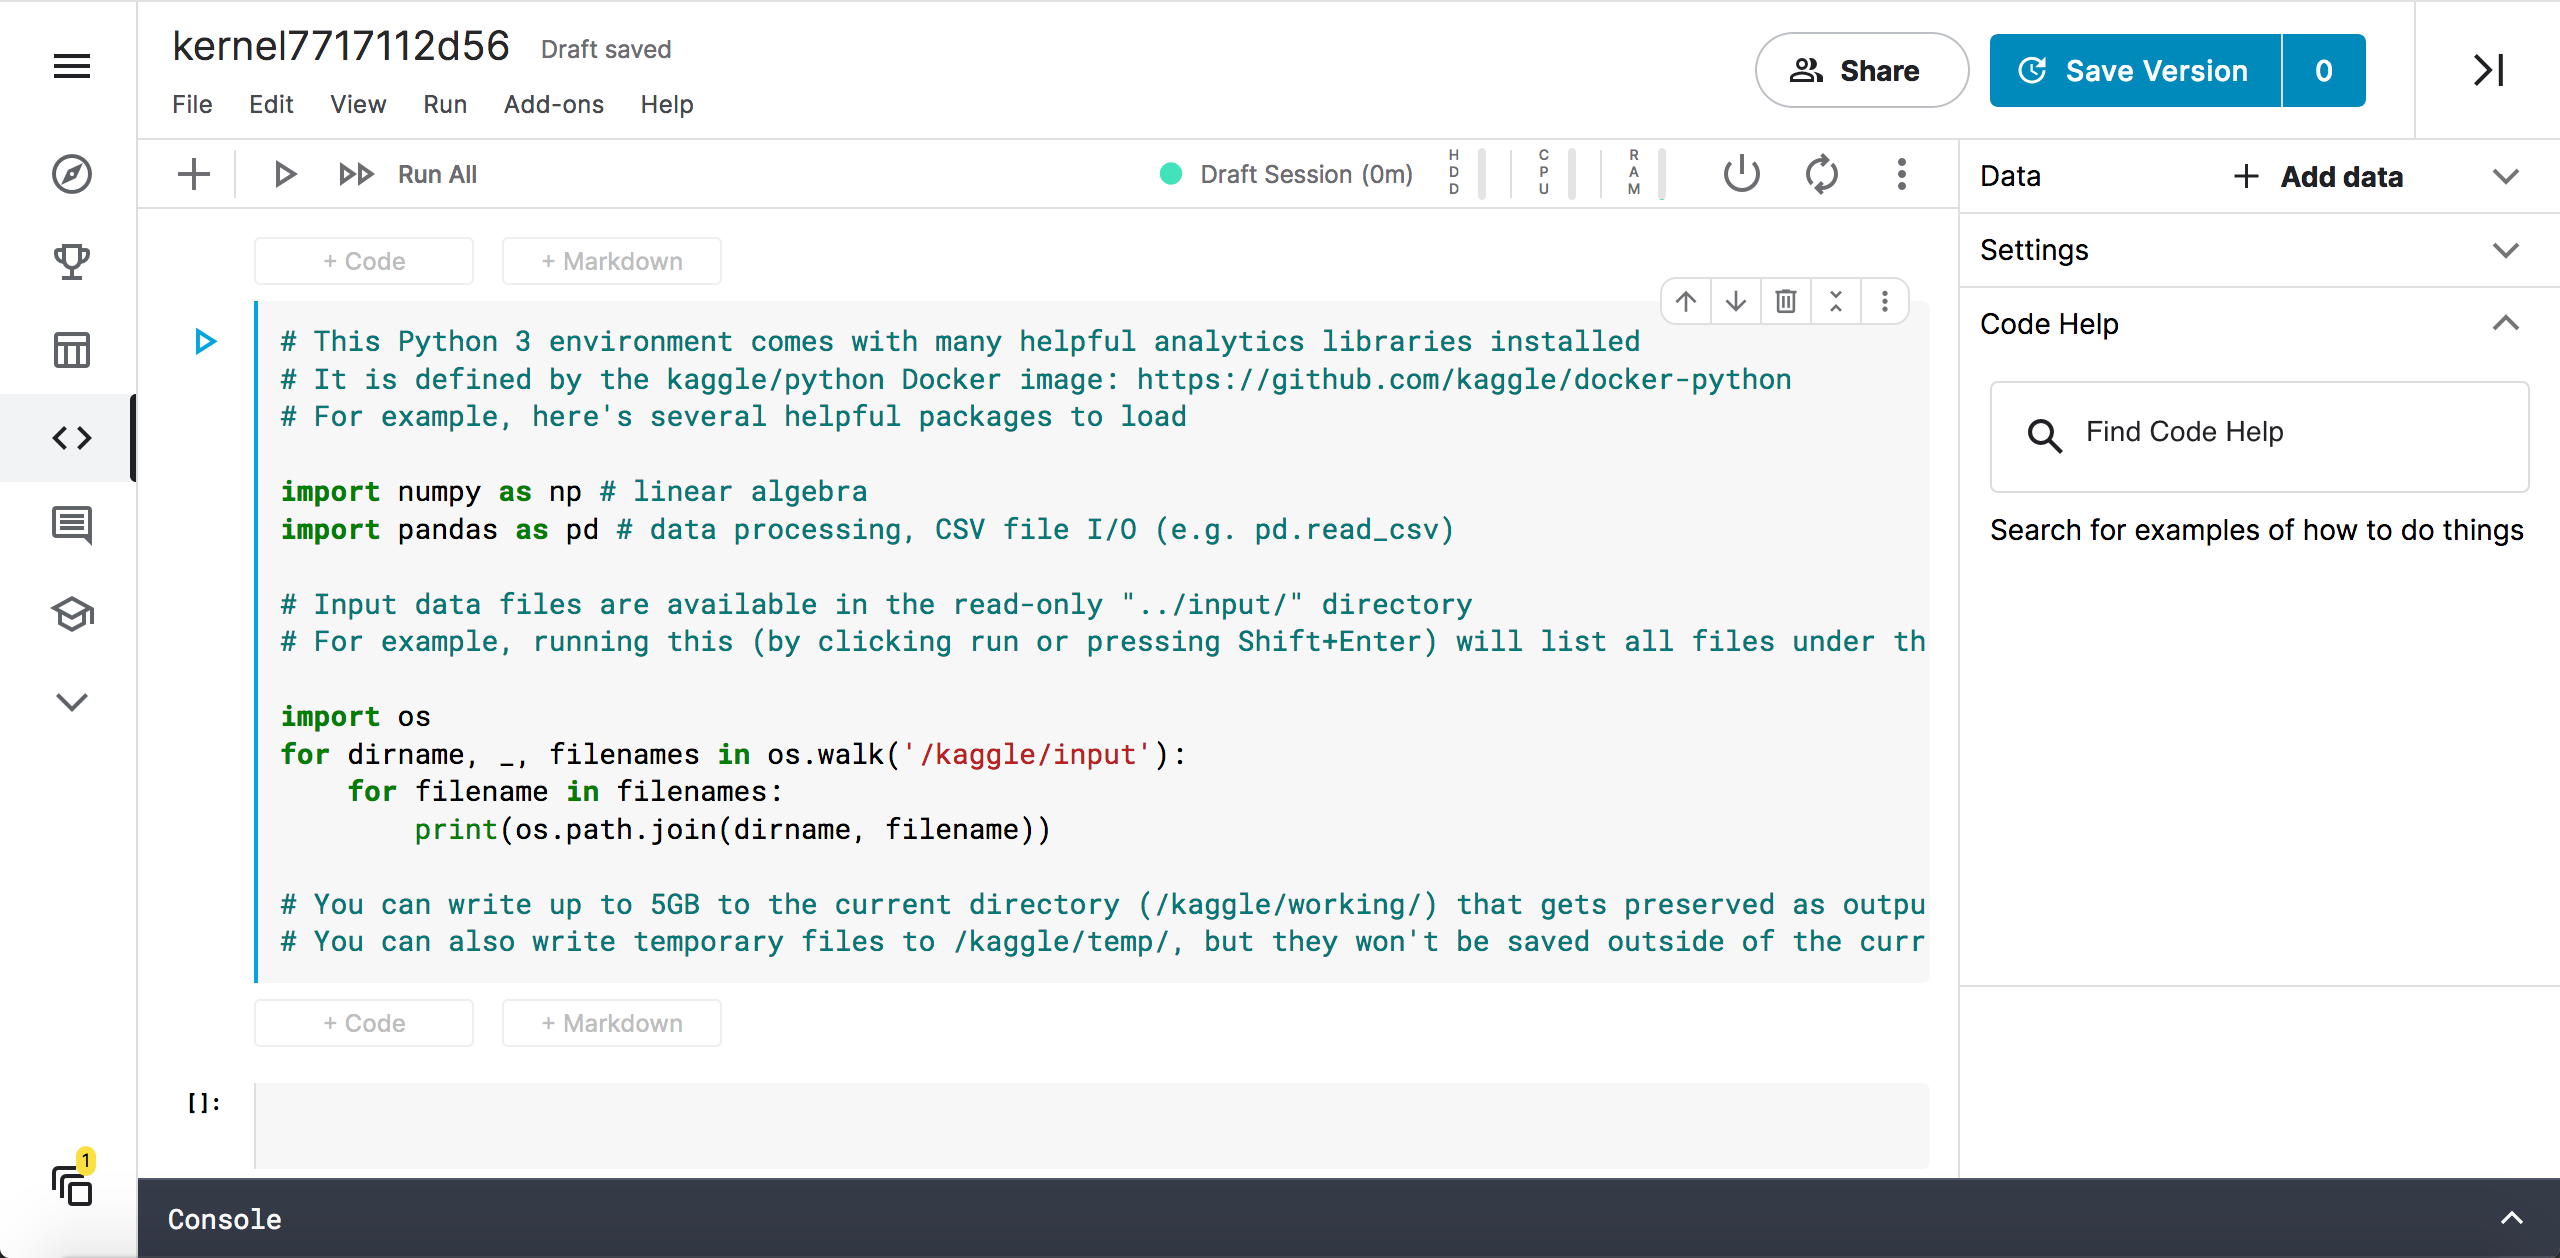 kernel7717112d56 Draft saved
File Edit View Run Add-ons Help
Share
Save Version 0
Run All
Draft Session (0m)
HDD
CPU
RAM
Data
+ Add data
Settings
Code Help
Find Code Help
Search for examples of how to do things
+ Code + Markdown
# This Python 3 environment comes with many helpful analytics libraries installed
# It is defined by the kaggle/python Docker image: https://github.com/kaggle/docker-python
# For example, here's several helpful packages to load
import numpy as np # linear algebra
import pandas as pd # data processing, CSV file I/O (e.g. pd.read_csv)
# Input data files are available in the read-only "../input/" directory
# For example, running this (by clicking run or pressing Shift+Enter) will list all files under th
import os
for dirname, _, filenames in os.walk('/kaggle/input'):
    for filename in filenames:
        print(os.path.join(dirname, filename))
# You can write up to 5GB to the current directory (/kaggle/working/) that gets preserved as outpu
# You can also write temporary files to /kaggle/temp/, but they won't be saved outside of the curr
+ Code + Markdown
[]:
1
Console